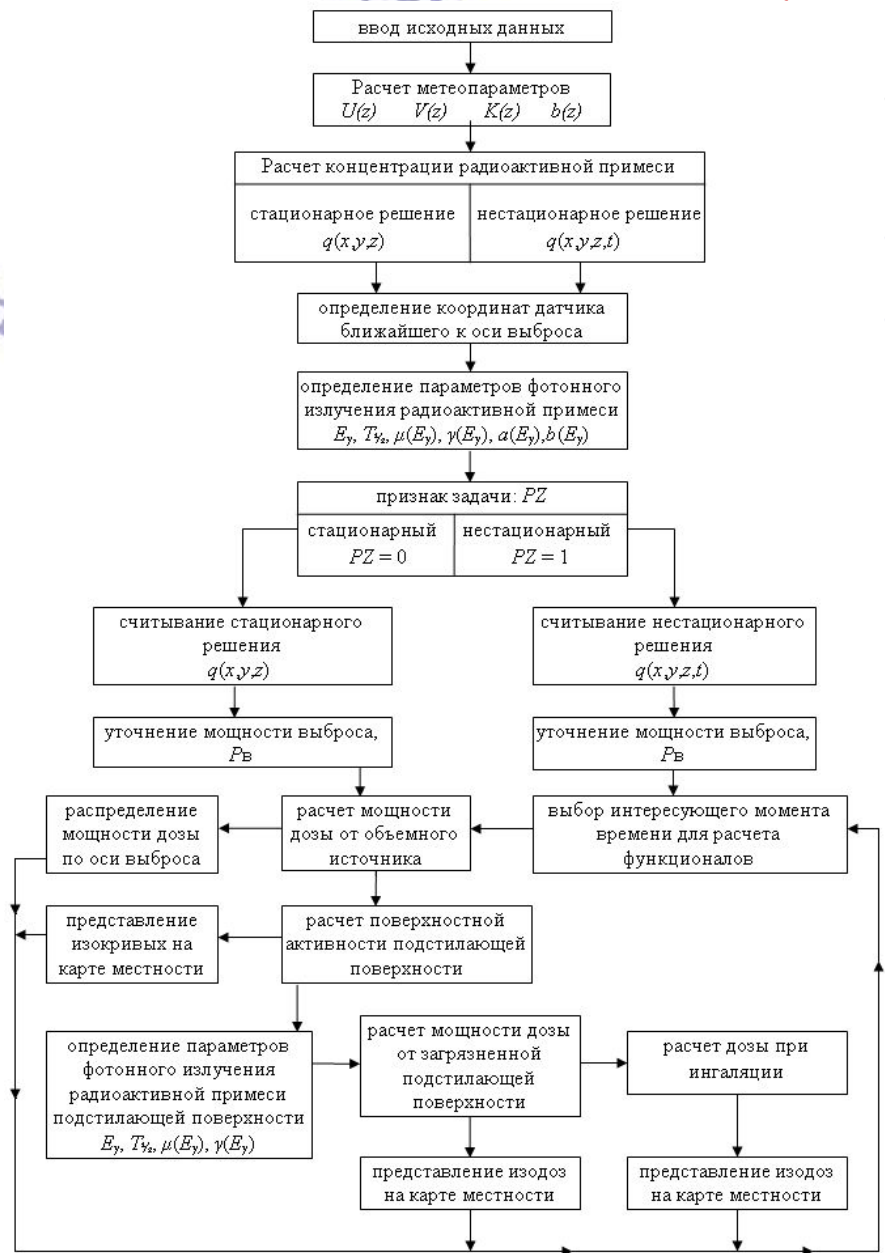 ввод исходных данных
Расчет метеопараметров
U(z) V(z) K(z) b(z)
Расчет концентрации радиоактивной примеси
стационарное решение
q(x,y,z)
нестационарное решение
q(x,y,z,t)
определение координат датчика
ближайшего к оси выброса
определение параметров фотонного
излучения радиоактивной примеси
Eγ, T½, μ(Eγ), γ(Eγ), a(Eγ),b(Eγ)
признак задачи: PZ
стационарный
PZ = 0
нестационарный
PZ = 1
считывание стационарного
решения
q(x,y,z)
считывание нестационарного
решения
q(x,y,z,t)
уточнение мощности выброса,
Pв
уточнение мощности выброса,
Pв
распределение
мощности дозы
по оси выброса
расчет мощности
дозы от объемного
источника
выбор интересующего момента
времени для расчета
функционалов
представление
изокривых на
карте местности
расчет поверхностной
активности подстилающей
поверхности
определение параметров
фотонного излучения
радиоактивной примеси
подстилающей поверхности
Eγ, T½, μ(Eγ), γ(Eγ)
расчет мощности дозы
от загрязненной
подстилающей
поверхности
расчет дозы при
ингаляции
представление изодоз
на карте местности
представление изодоз
на карте местности